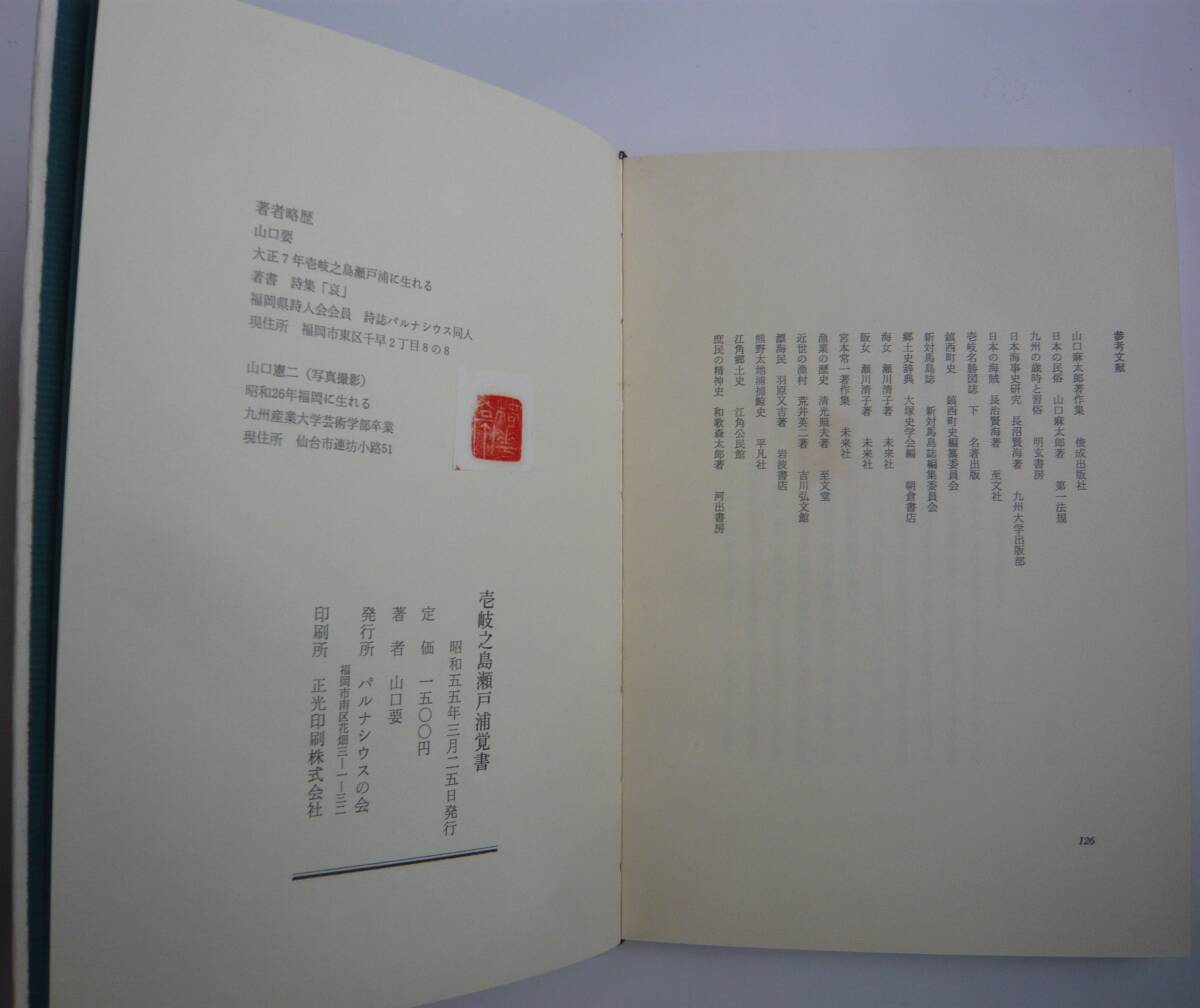 参考文献
山口麻太郎著作集　俊成出版社
日本の民俗　山口麻太郎著　第一法規
九州の歳時と習俗　明玄書房
日本海事史研究　長沼賢海著　九州大学出版部
日本の海賊　長治賢海著　至文社
壱岐名勝図誌　下　名著出版
鎮西町史　鎮西町史編纂委員会
新対馬島誌　新対馬島誌編集委員会
郷土史辞典　大塚史学会編　朝倉書店
海女　瀬川清子著　未来社
販女　瀬川清子著　未来社
宮本常一著作集　未来社
漁業の歴史　清光照夫著　至文堂
近世の漁村　荒井英二著　吉川弘文館
譚海民　羽原又吉著　岩波書店
熊野太地浦捕鯨史　平凡社
江角郷土史　江角公民館
庶民の精神史　和歌森太郎著　河出書房
126
著者略歴
山口要
大正7年壱岐之島瀬戸浦に生れる
著書　詩集「哀」
福岡県詩人会会員　詩誌パルナシウス同人
現住所　福岡市東区千早2丁目8の8
山口憲二（写真撮影）
昭和26年福岡に生れる
九州産業大学芸術学部卒業
現住所　仙台市連坊小路51
壱岐之島瀬戸浦覚書
昭和五五年三月二五日発行
定　価　一五〇〇円
著　者　山口要
発行所　パルナシウスの会
福岡市南区花畑三ー一ー三二
印刷所　正光印刷株式会社